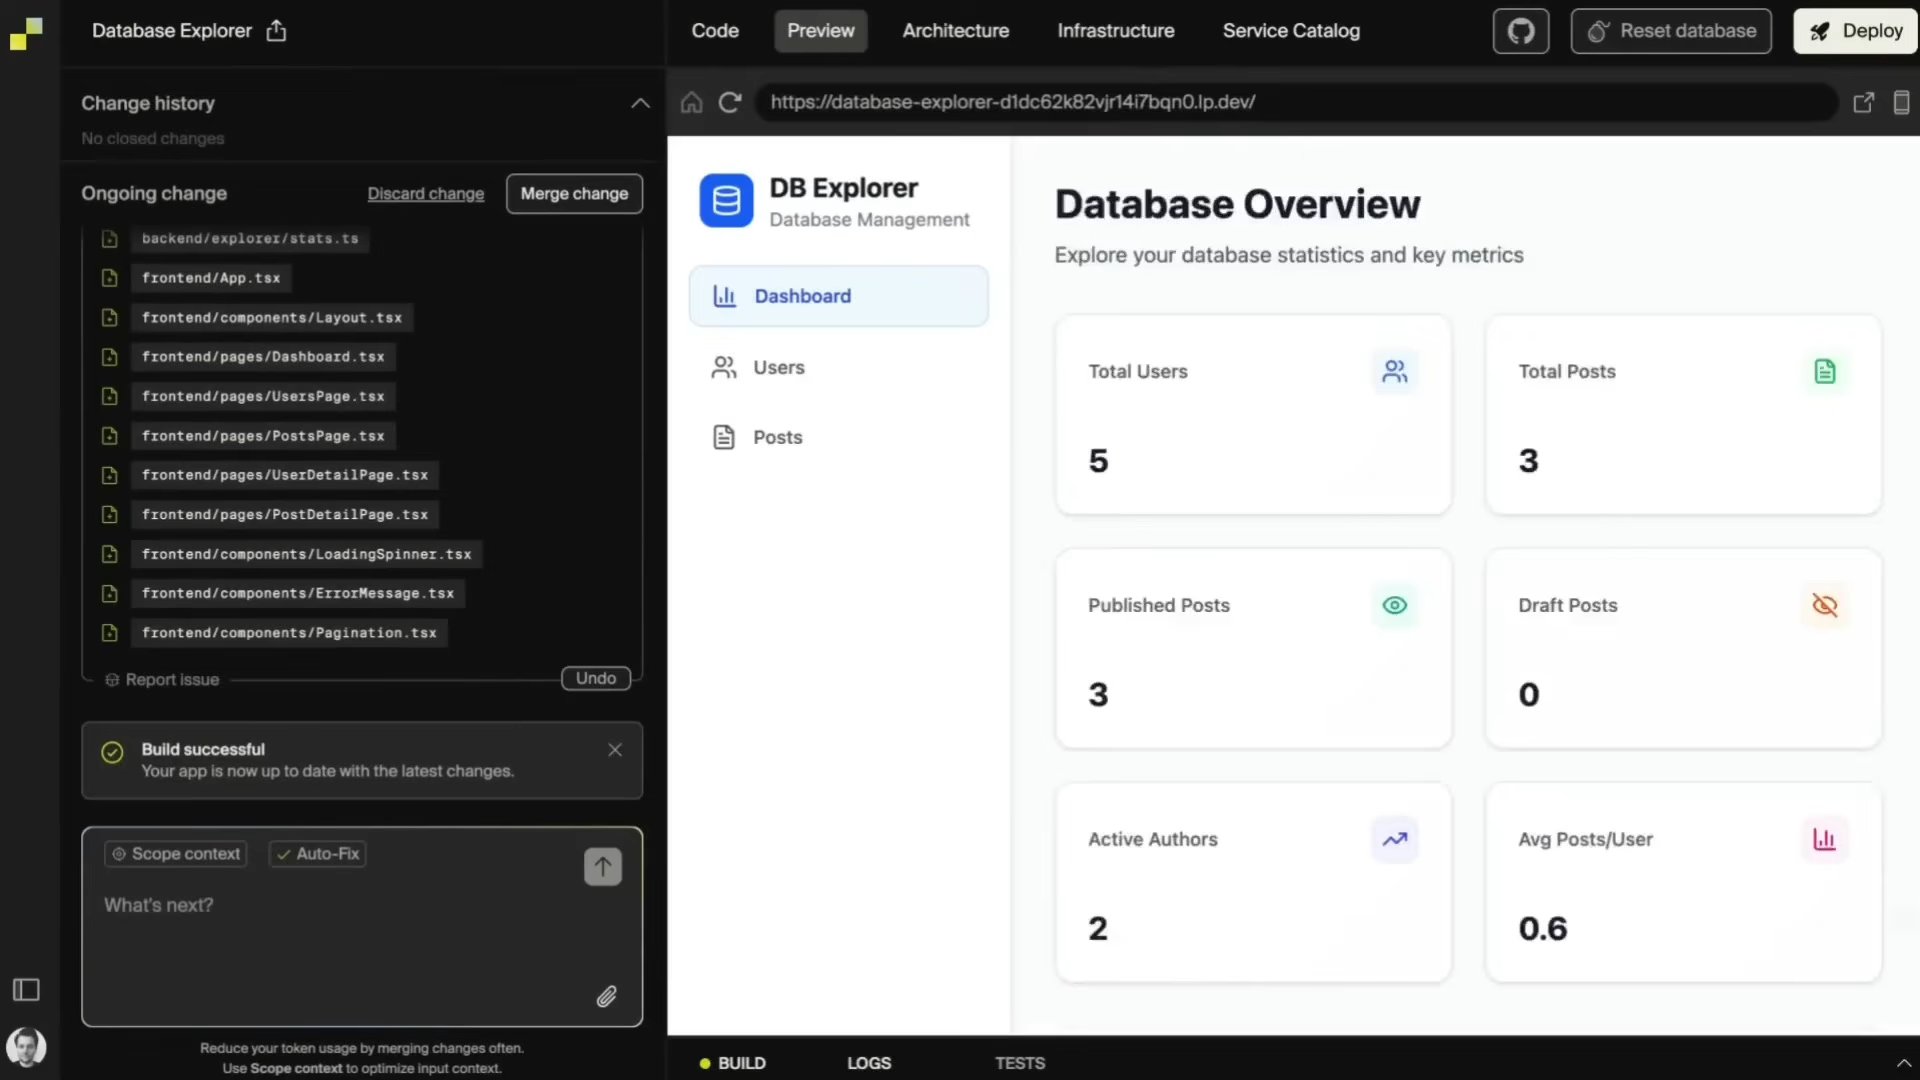 Database Explorer
Code
Preview
Architecture
Infrastructure
Service Catalog
Reset database
Deploy
Change history
No closed changes
Ongoing change
Discard change
Merge change
backend/explorer/stats.ts
frontend/App.tsx
frontend/components/Layout.tsx
frontend/pages/Dashboard.tsx
frontend/pages/UsersPage.tsx
frontend/pages/PostsPage.tsx
frontend/pages/UserDetailPage.tsx
frontend/pages/PostDetailPage.tsx
frontend/components/LoadingSpinner.tsx
frontend/components/ErrorMessage.tsx
frontend/components/Pagination.tsx
Report issue
Undo
Build successful
Your app is now up to date with the latest changes.
Scope context
Auto-Fix
What's next?
Reduce your token usage by merging changes often.
Use Scope context to optimize input context.
https://database-explorer-d1dc62k82vjr14i7bqn0.lp.dev/
DB Explorer
Database Management
Dashboard
Users
Posts
Database Overview
Explore your database statistics and key metrics
Total Users
5
Total Posts
3
Published Posts
3
Draft Posts
0
Active Authors
2
Avg Posts/User
0.6
BUILD
LOGS
TESTS